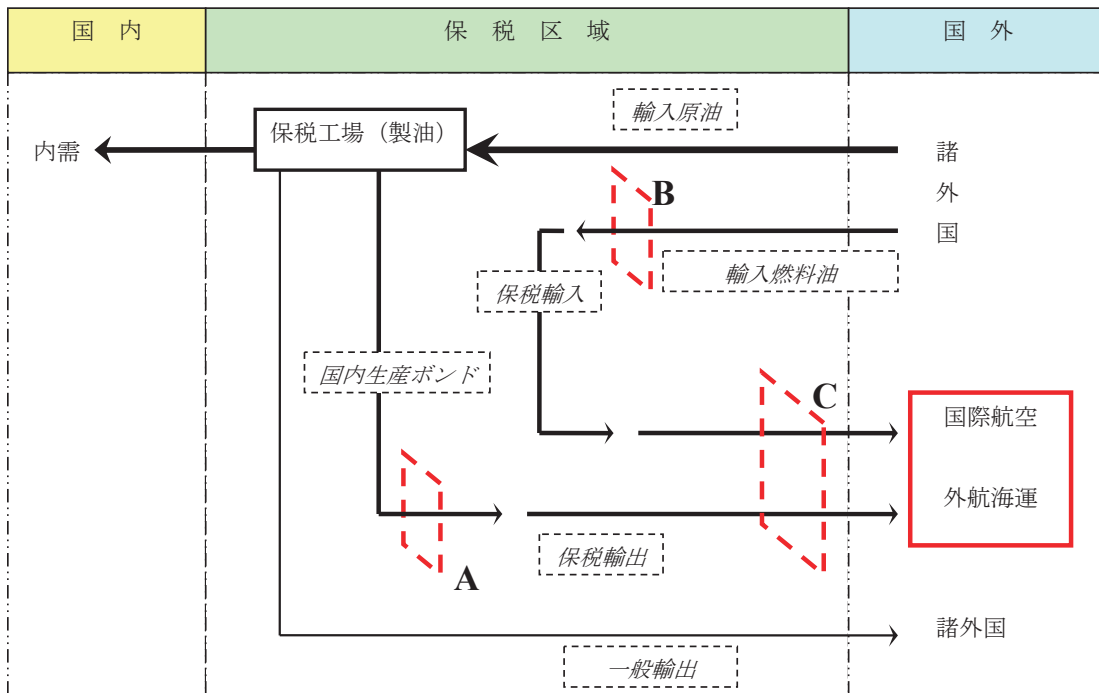 国 内
保 税 区 域
国 外
輸入原油
保税工場（製油）
内需
諸
外
国
B
輸入燃料油
保税輸入
国内生産ボンド
C
国際航空
外航海運
A
保税輸出
諸外国
一般輸出